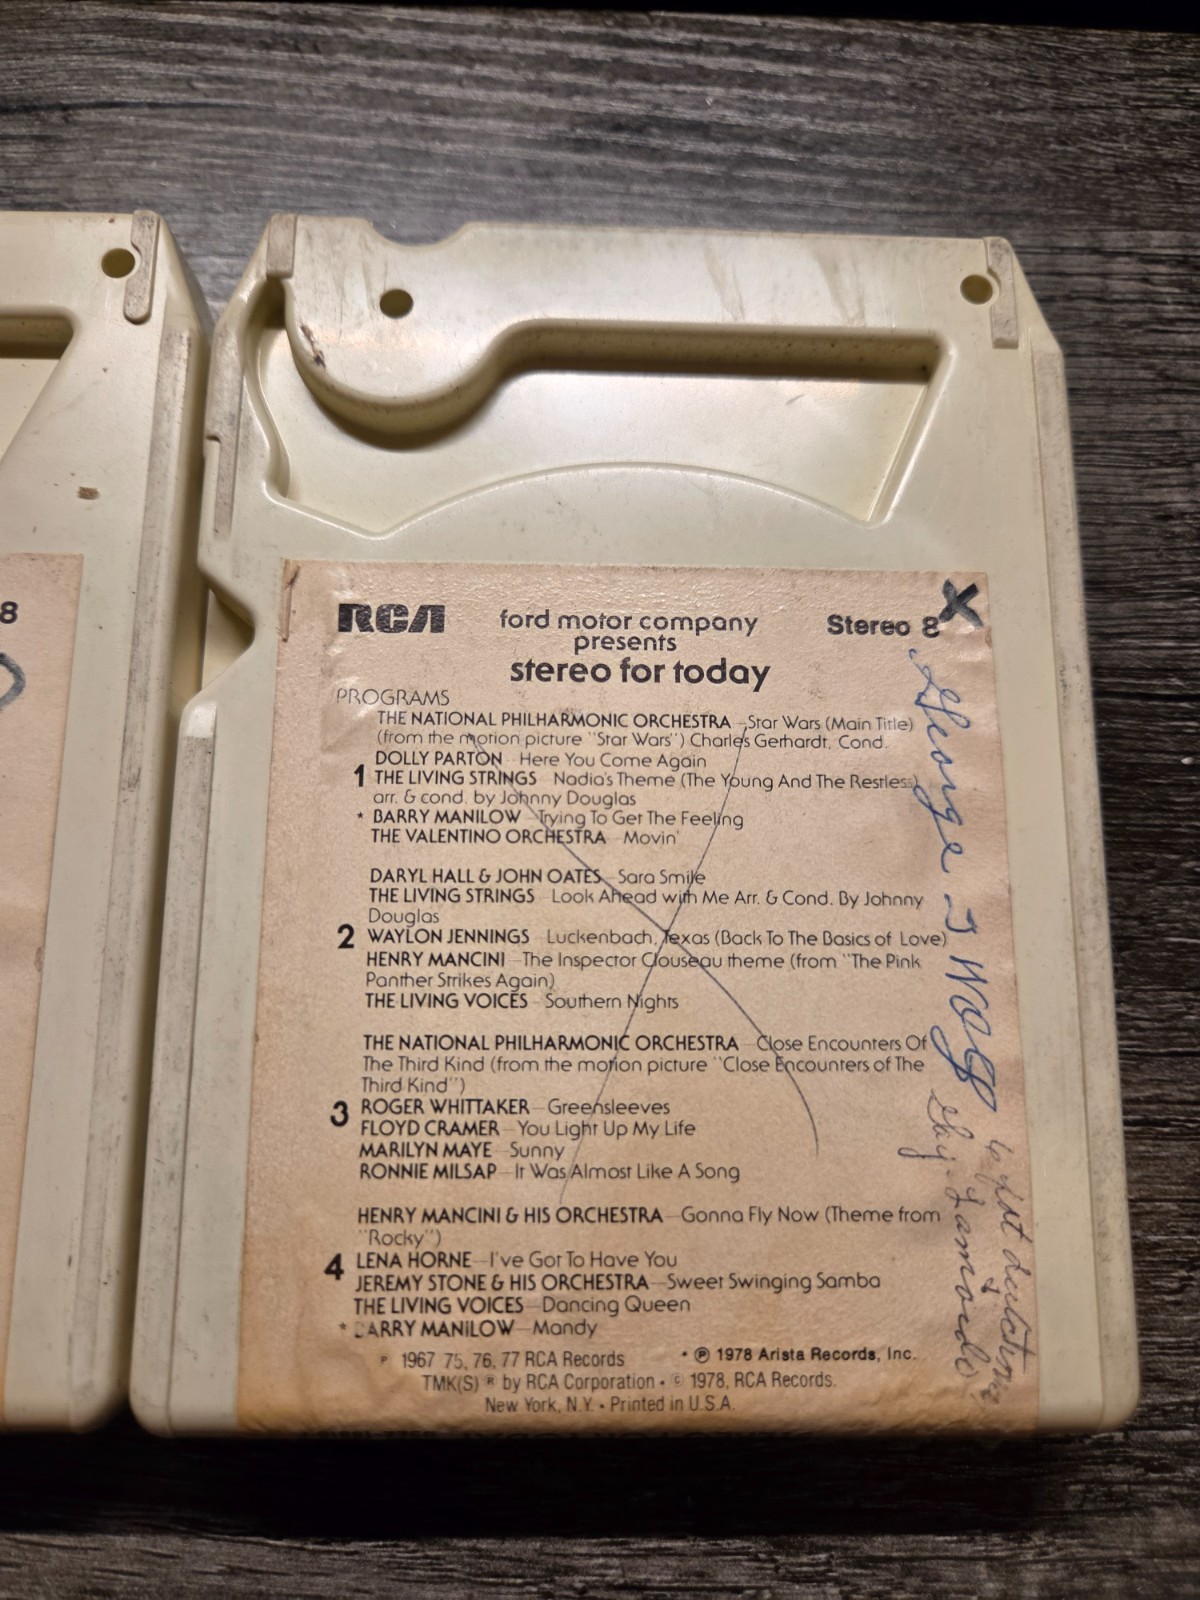 8
RCA
ford motor company
presents
stereo for today
Stereo 8
X
PROGRAMS
THE NATIONAL PHILHARMONIC ORCHESTRA - Star Wars (Main Title)
(from the motion picture "Star Wars") Charles Gerhardt, Cond.
DOLLY PARTON - Here You Come Again
1 THE LIVING STRINGS - Nadia's Theme (The Young And The Restless
arr. & cond. by Johnny Douglas
* BARRY MANILOW - Trying To Get The Feeling
THE VALENTINO ORCHESTRA - Movin'
DARYL HALL & JOHN OATES - Sara Smile
THE LIVING STRINGS - Look Ahead with Me Arr. & Cond. By Johnny
Douglas
2 WAYLON JENNINGS - Luckenbach, Texas (Back To The Basics of Love)
HENRY MANCINI - The Inspector Clouseau theme (from "The Pink
Panther Strikes Again)
THE LIVING VOICES - Southern Nights
THE NATIONAL PHILHARMONIC ORCHESTRA - Close Encounters Of
The Third Kind (from the motion picture "Close Encounters of The
Third Kind")
3 ROGER WHITTAKER - Greensleeves
FLOYD CRAMER - You Light Up My Life
MARILYN MAYE - Sunny
RONNIE MILSAP - It Was Almost Like A Song
HENRY MANCINI & HIS ORCHESTRA - Gonna Fly Now (Theme from
"Rocky")
4 LENA HORNE - I've Got To Have You
JEREMY STONE & HIS ORCHESTRA - Sweet Swinging Samba
THE LIVING VOICES - Dancing Queen
* BARRY MANILOW - Mandy
℗ 1967 75, 76, 77 RCA Records • ℗ 1978 Arista Records, Inc.
TMK(S) ® by RCA Corporation • © 1978, RCA Records.
New York, N.Y. • Printed in U.S.A.
George J Wolf